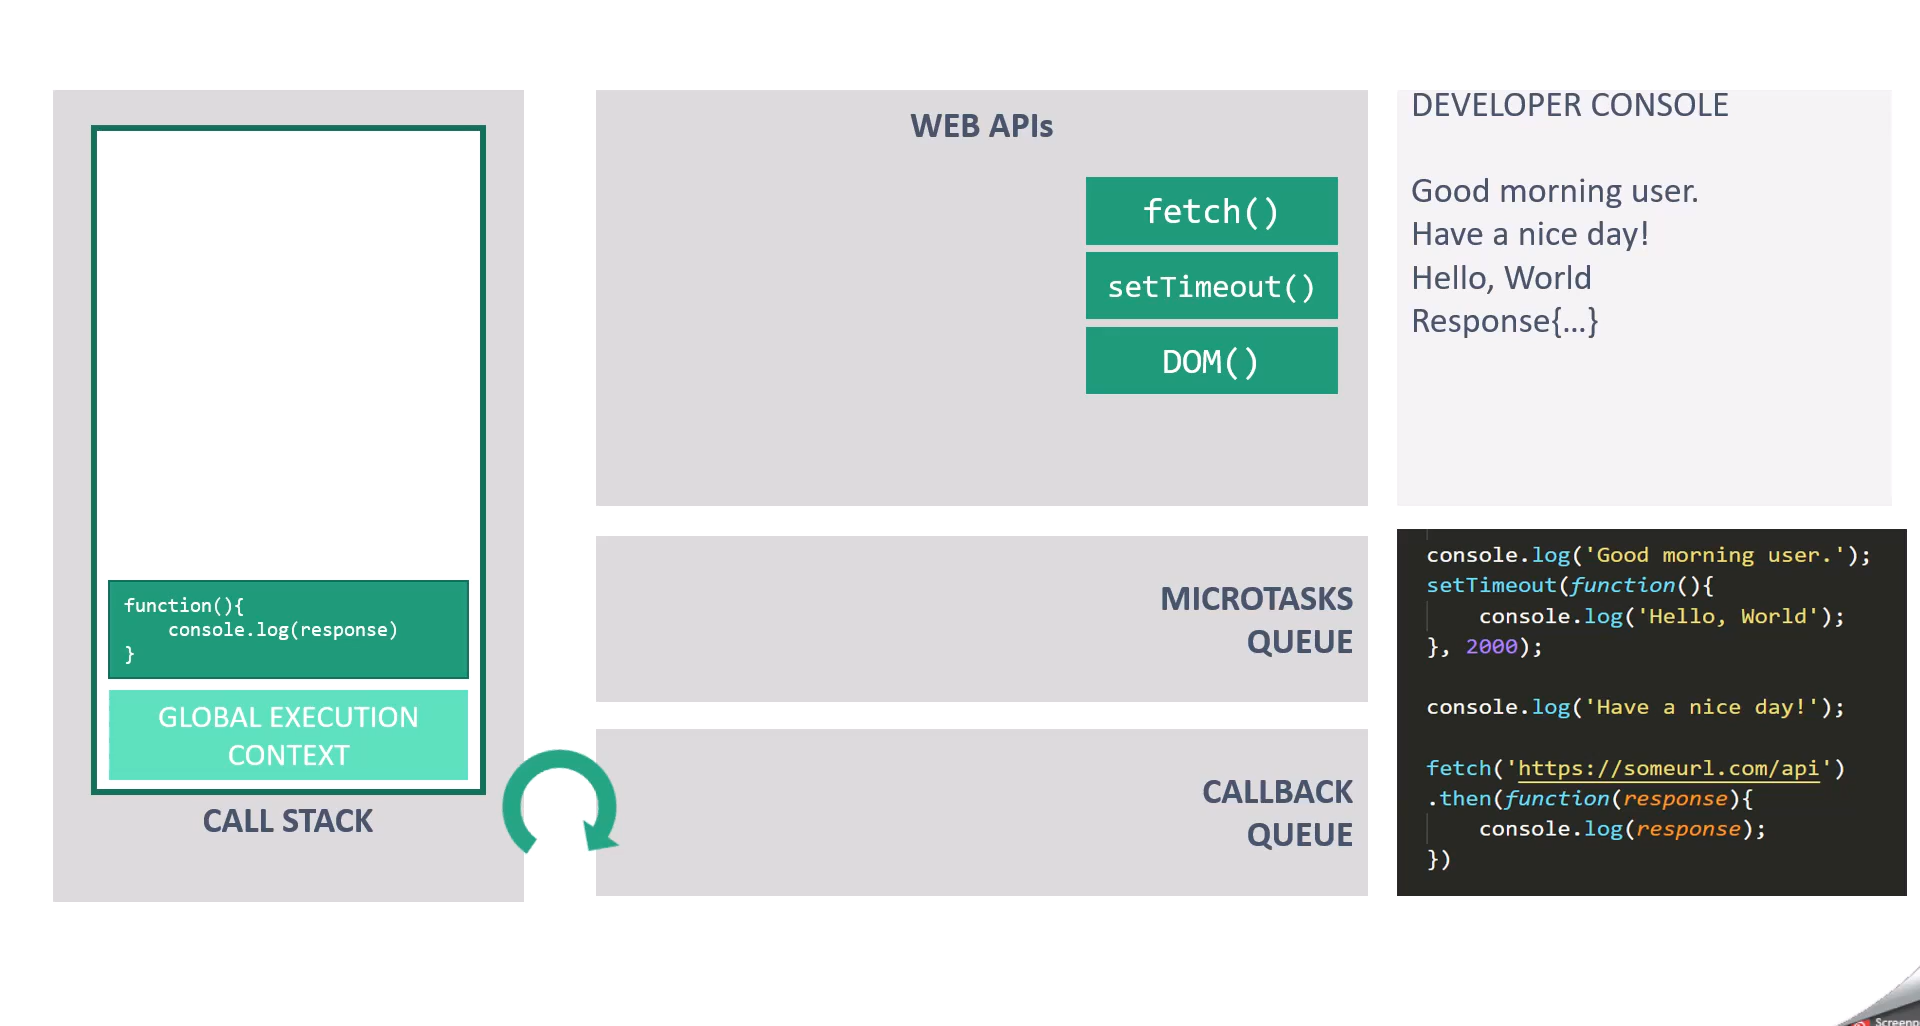 function(){
console.log(response)
}
GLOBAL EXECUTION
CONTEXT
CALL STACK
WEB APIs
fetch()
setTimeout()
DOM()
MICROTASKS
QUEUE
CALLBACK
QUEUE
DEVELOPER CONSOLE
Good morning user.
Have a nice day!
Hello, World
Response{…}
console.log('Good morning user.');
setTimeout(function(){
console.log('Hello, World');
}, 2000);
console.log('Have a nice day!');
fetch('https://someurl.com/api')
.then(function(response){
console.log(response);
})